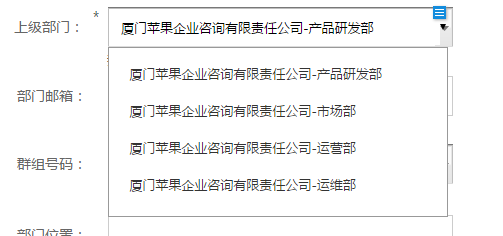 上级部门： * 厦门苹果企业咨询有限责任公司-产品研发部
厦门苹果企业咨询有限责任公司-产品研发部
部门邮箱：
厦门苹果企业咨询有限责任公司-市场部
厦门苹果企业咨询有限责任公司-运营部
群组号码：
厦门苹果企业咨询有限责任公司-运维部
部门位置：